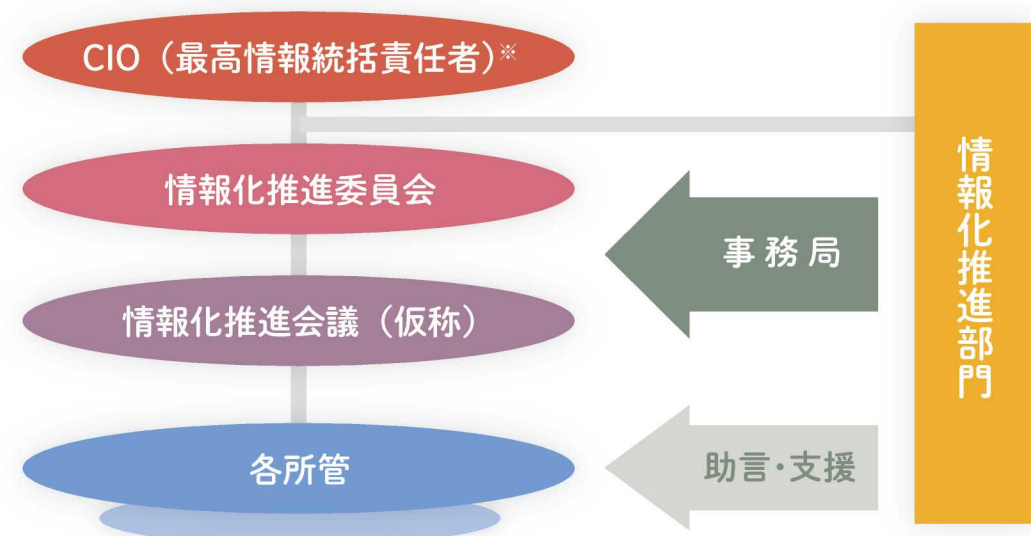 CIO（最高情報統括責任者）※
情報化推進委員会
情報化推進会議（仮称）
各所管
事務局
助言・支援
情報化推進部門